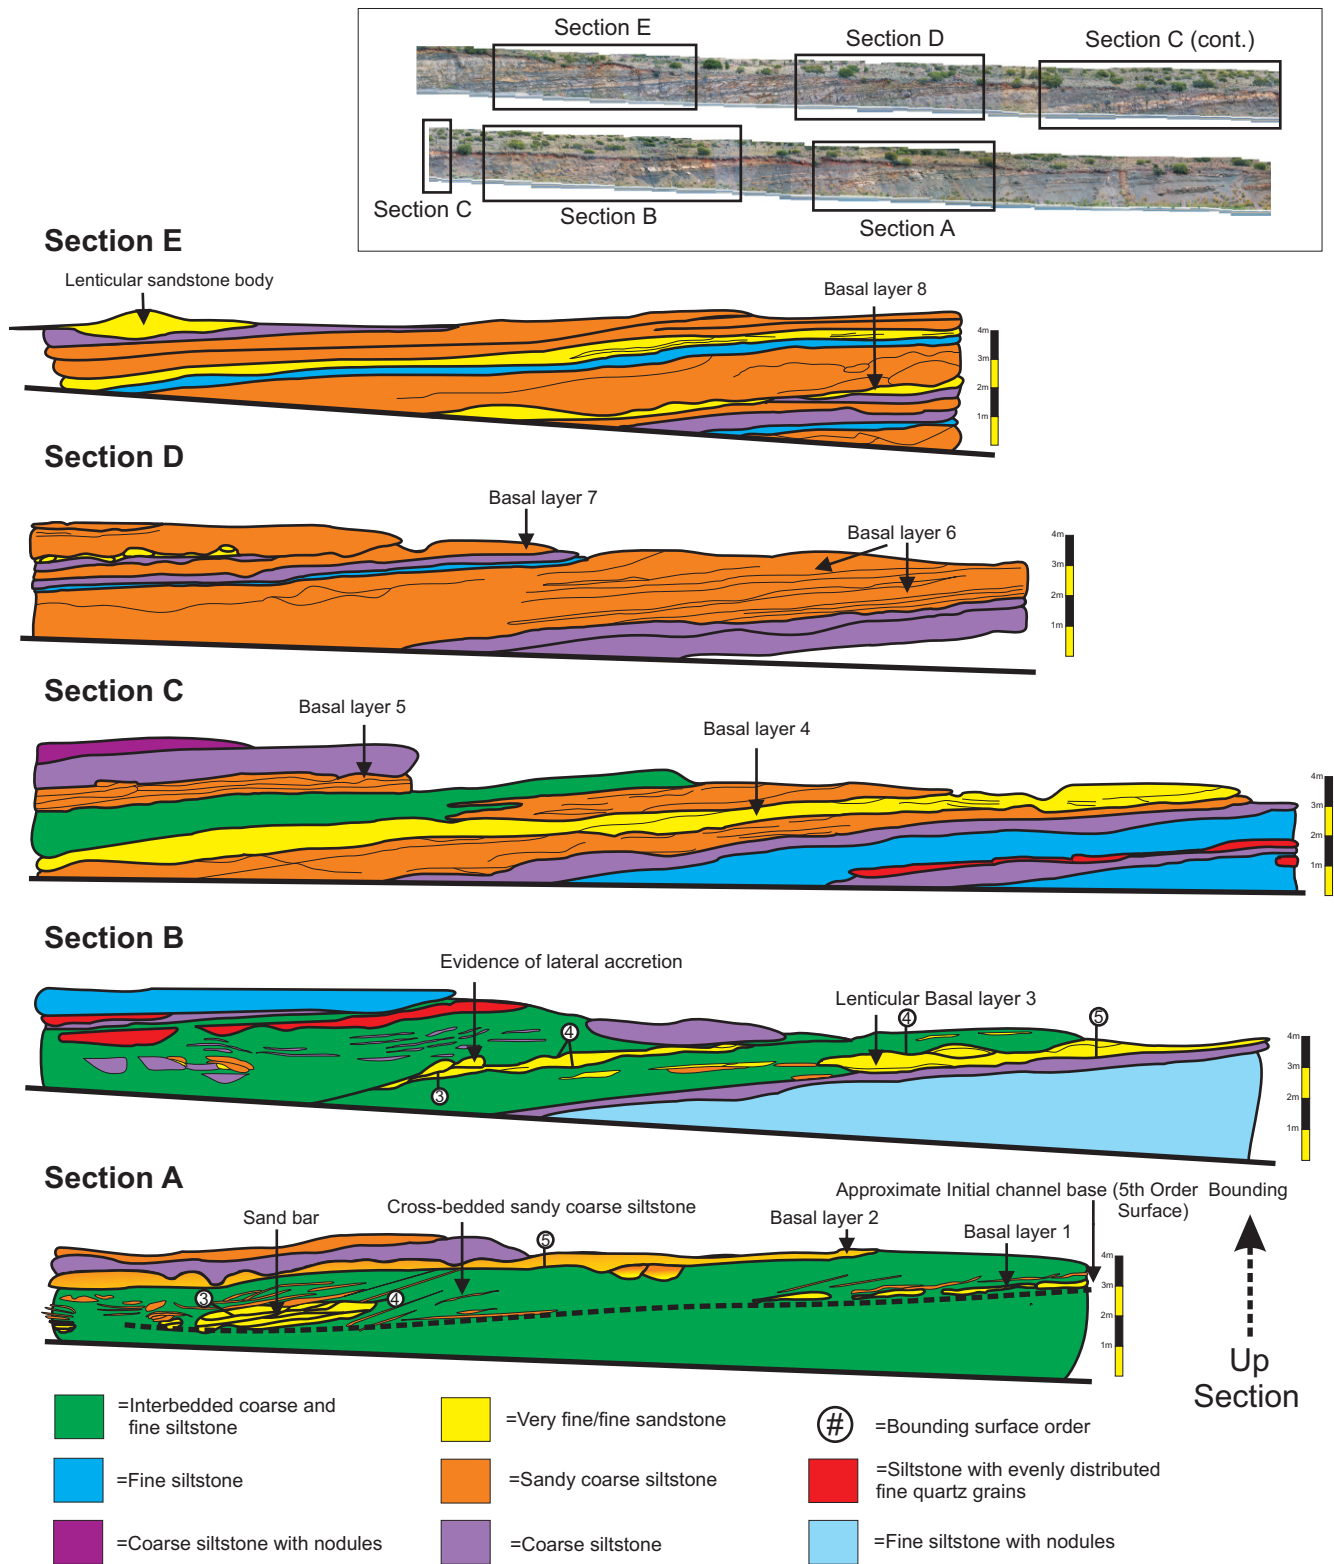 Section E
Section D
Section C (cont.)
Section C
Section B
Section A
Section E
Lenticular sandstone body
Basal layer 8
4m
3m
2m
1m
Section D
Basal layer 7
Basal layer 6
4m
3m
2m
1m
Section C
Basal layer 5
Basal layer 4
4m
3m
2m
1m
Section B
Evidence of lateral accretion
Lenticular Basal layer 3
4
5
4
3
4m
3m
2m
1m
Section A
Approximate Initial channel base (5th Order Bounding
Surface)
Sand bar
Cross-bedded sandy coarse siltstone
Basal layer 2
Basal layer 1
5
3
4
4m
3m
2m
1m
Up
Section
=Interbedded coarse and
fine siltstone
=Very fine/fine sandstone
#
=Bounding surface order
=Fine siltstone
=Sandy coarse siltstone
=Siltstone with evenly distributed
fine quartz grains
=Coarse siltstone with nodules
=Coarse siltstone
=Fine siltstone with nodules